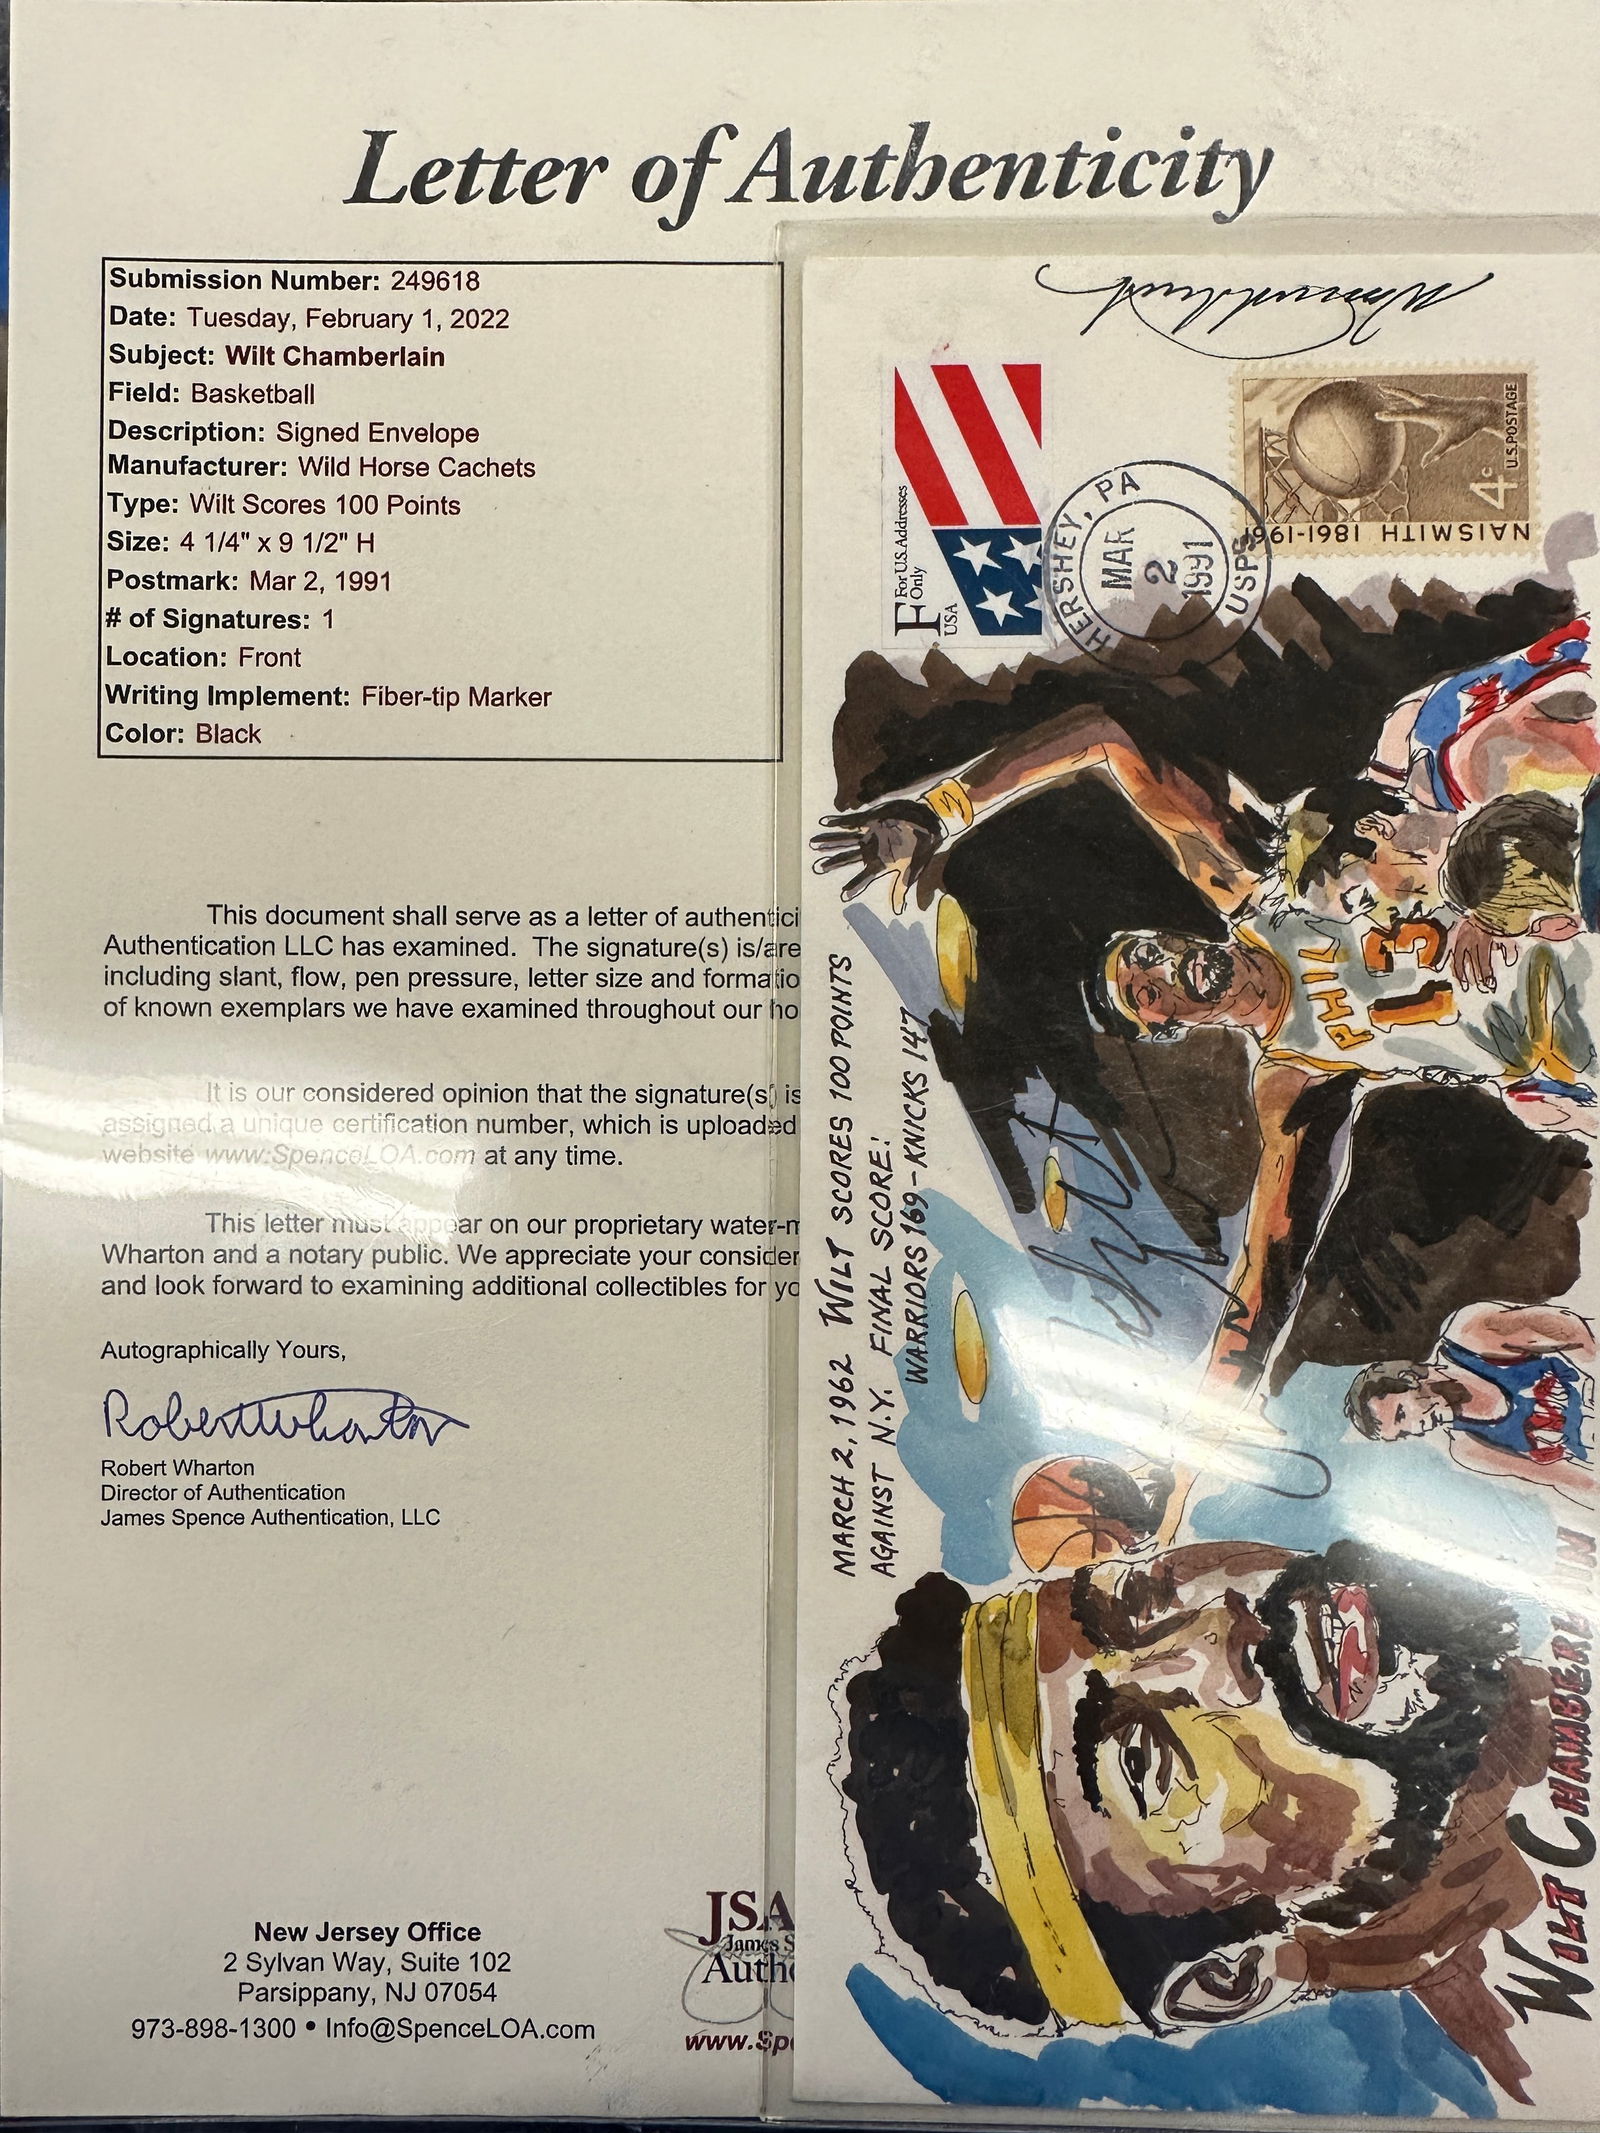 Letter of Authenticity
Submission Number: 249618
Date: Tuesday, February 1, 2022
Subject: Wilt Chamberlain
Field: Basketball
Description: Signed Envelope
Manufacturer: Wild Horse Cachets
Type: Wilt Scores 100 Points
Size: 4 1/4" x 9 1/2" H
Postmark: Mar 2, 1991
# of Signatures: 1
Location: Front
Writing Implement: Fiber-tip Marker
Color: Black
This document shall serve as a letter of authentici
Authentication LLC has examined. The signature(s) is/are
including slant, flow, pen pressure, letter size and formatio
of known exemplars we have examined throughout our ho
It is our considered opinion that the signature(s) is
assigned a unique certification number, which is uploaded
website www.SpenceLOA.com at any time.
This letter must appear on our proprietary water-m
Wharton and a notary public. We appreciate your consider
and look forward to examining additional collectibles for yo
Autographically Yours,
Robert Wharton
Robert Wharton
Director of Authentication
James Spence Authentication, LLC
New Jersey Office
2 Sylvan Way, Suite 102
Parsippany, NJ 07054
973-898-1300 • Info@SpenceLOA.com
JSA
James S
Authe
www.Sp
F For U.S. Addresses
Only
USA
HERSHEY, PA
MAR
2
1991
USPS
NAISMITH 1861-1961
4c
U.S. POSTAGE
MARCH 2, 1962 WILT SCORES 100 POINTS
AGAINST N.Y. FINAL SCORE:
WARRIORS 169-KNICKS 147
PHIL
13
WILT CHAMBERLAIN